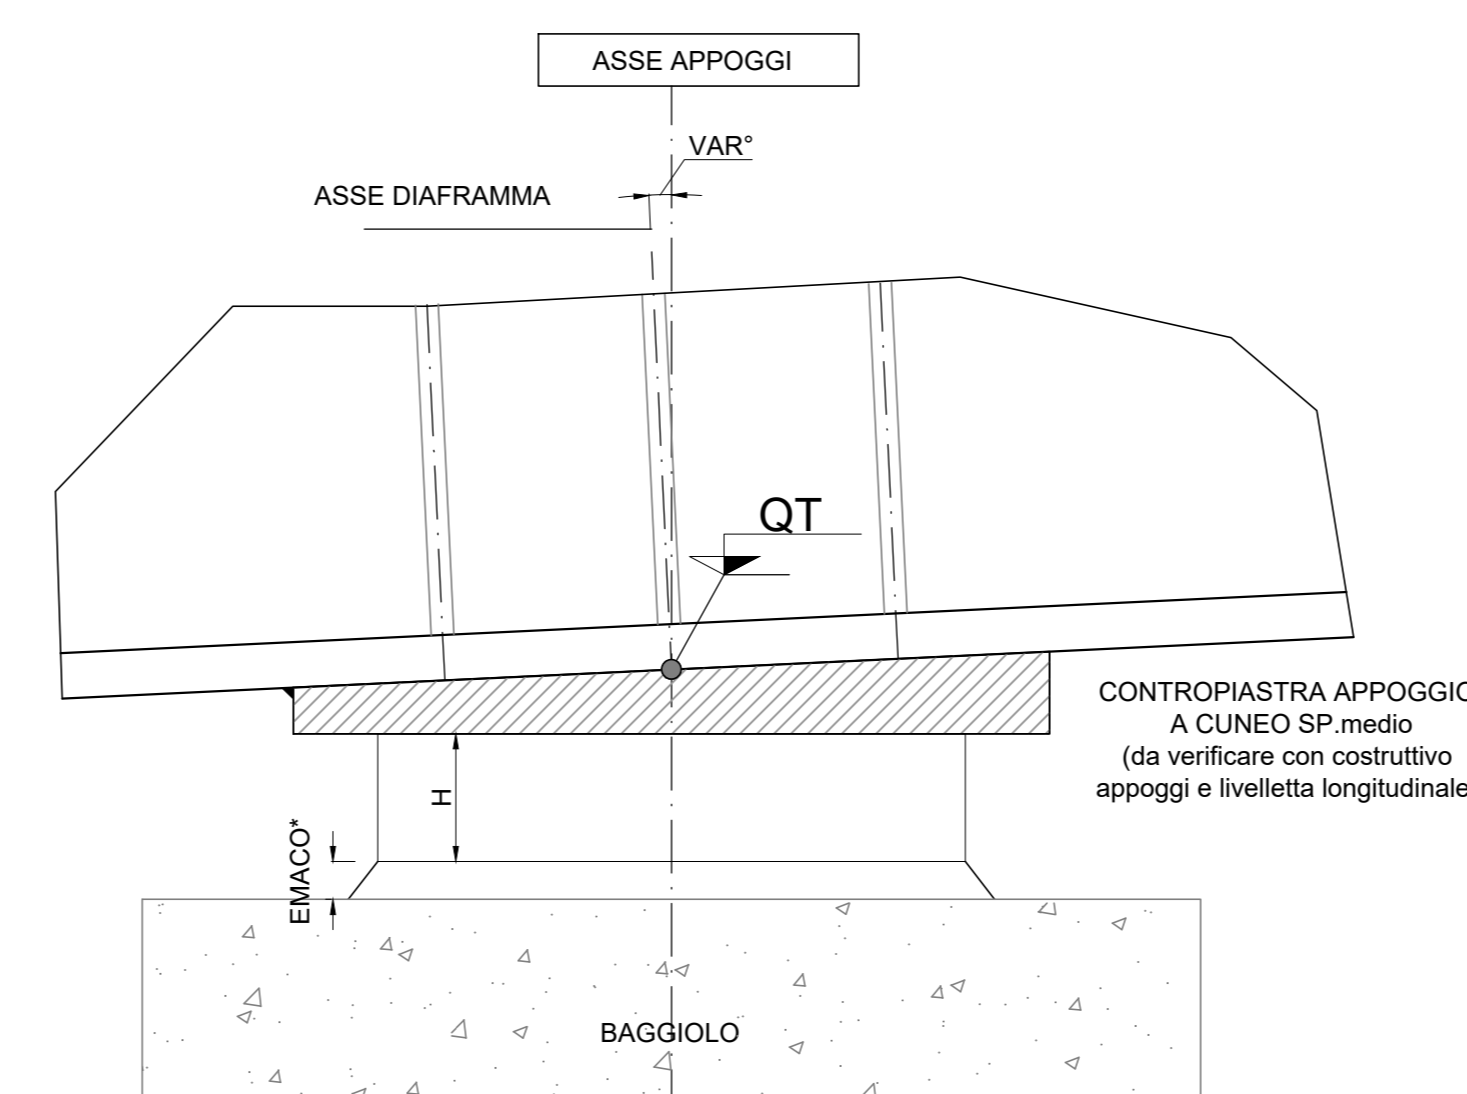 ASSE APPOGGI
VAR°
ASSE DIAFRAMMA
QT
CONTROPIASTRA APPOGGIO
A CUNEO SP.medio
(da verificare con costruttivo
appoggi e livelletta longitudinale
H
EMACO*
BAGGIOLO